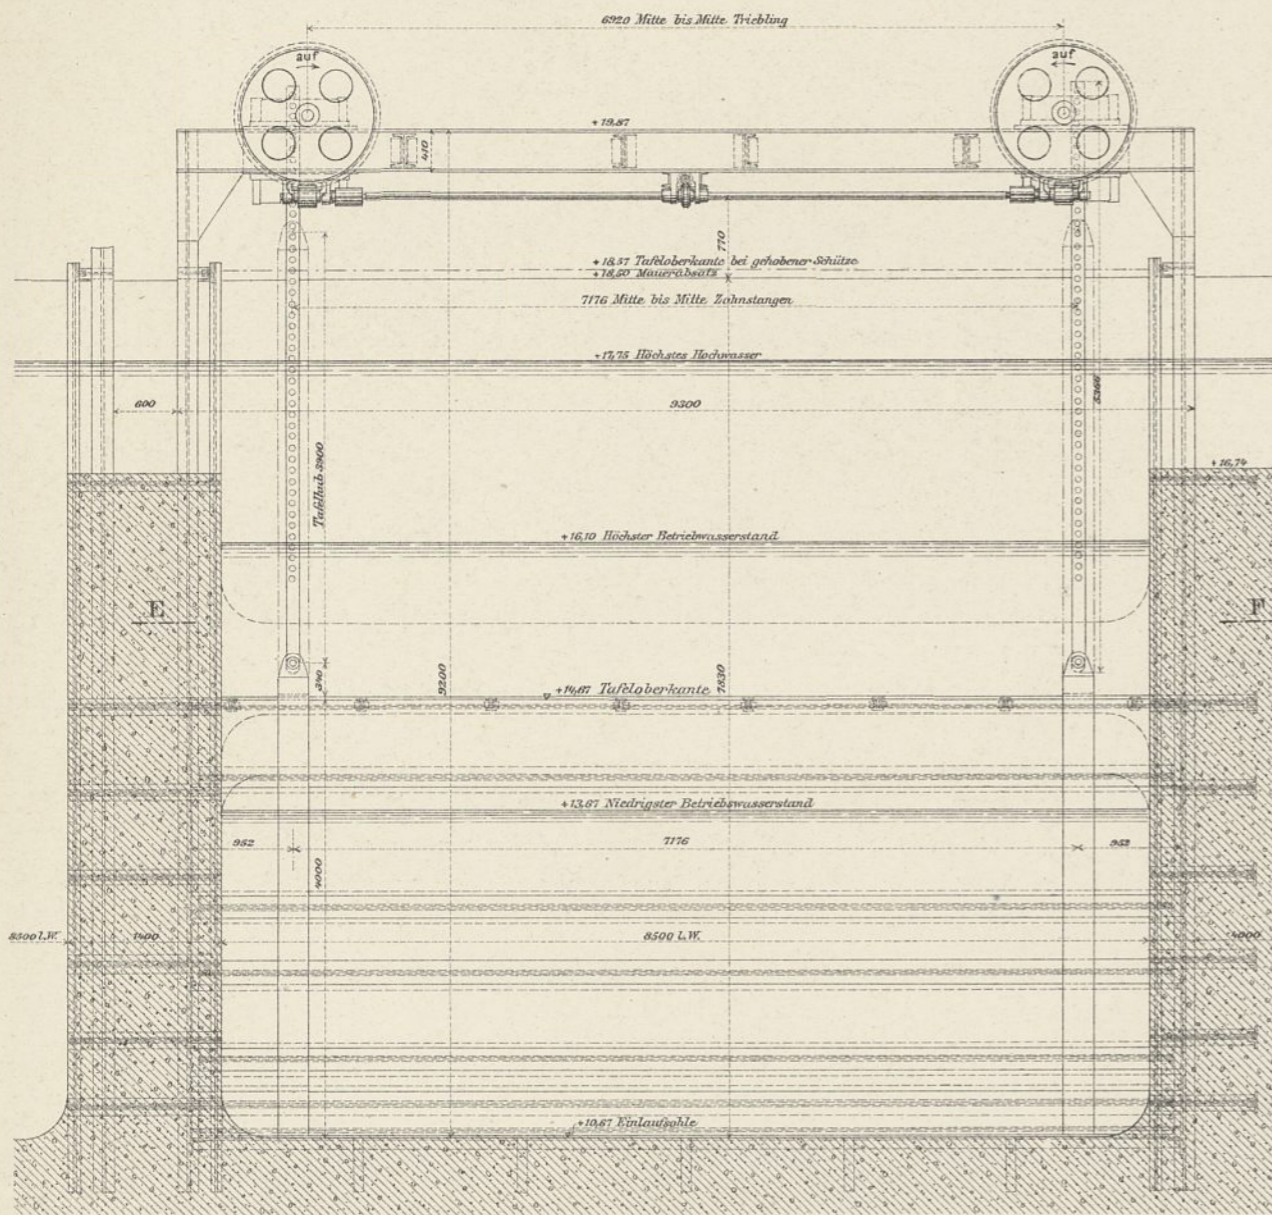 6920 Mitte bis Mitte Triebling
auf
auf
+19,87
410
770
+18,57 Tafeloberkante bei gehobener Schütze
+18,50 Mauerabsatz
7176 Mitte bis Mitte Zahnstangen
+17,75 Höchstes Hochwasser
600
9300
Tafelhub 3900
+16,74
+16,10 Höchster Betriebwasserstand
E
F
340
9200
7830
+14,67 Tafeloberkante
+13,67 Niedrigster Betriebswasserstand
952
7176
952
4000
8500 l.W.
1400
8500 l.W.
4000
+10,67 Einlaufsohle